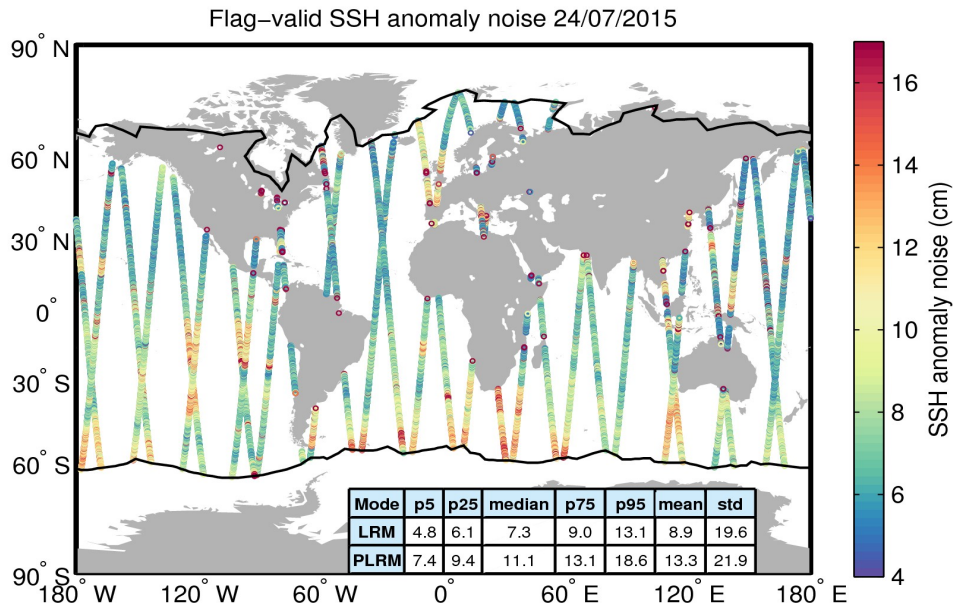 Flag–valid SSH anomaly noise 24/07/2015
90° N
60° N
30° N
0°
30° S
60° S
90° S
180° W 120° W 60° W 0° 60° E 120° E 180° E
Mode p5 p25 median p75 p95 mean std
LRM 4.8 6.1 7.3 9.0 13.1 8.9 19.6
PLRM 7.4 9.4 11.1 13.1 18.6 13.3 21.9
16
14
12
10
8
6
4
SSH anomaly noise (cm)